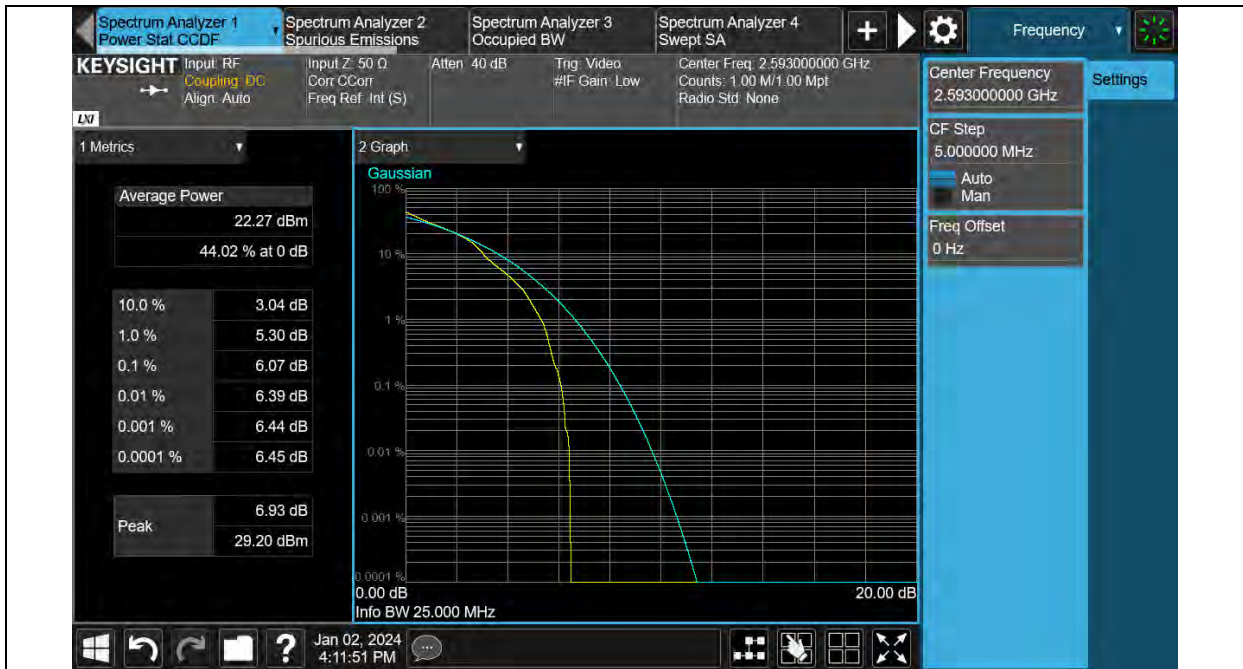 Spectrum Analyzer 1
Power Stat CCDF
Spectrum Analyzer 2
Spurious Emissions
Spectrum Analyzer 3
Occupied BW
Spectrum Analyzer 4
Swept SA
Frequency
KEYSIGHT
LXI
Input: RF
Coupling: DC
Align: Auto
Input Z: 50 Ω
Corr CCorr
Freq Ref: Int (S)
Atten: 40 dB
Trig: Video
#IF Gain: Low
Center Freq: 2.593000000 GHz
Counts: 1.00 M/1.00 Mpt
Radio Std: None
Center Frequency
2.593000000 GHz
Settings
CF Step
5.000000 MHz
Auto
Man
Freq Offset
0 Hz
1 Metrics
Average Power
22.27 dBm
44.02 % at 0 dB
10.0 % 3.04 dB
1.0 % 5.30 dB
0.1 % 6.07 dB
0.01 % 6.39 dB
0.001 % 6.44 dB
0.0001 % 6.45 dB
Peak
6.93 dB
29.20 dBm
2 Graph
Gaussian
100 %
10 %
1 %
0.1 %
0.01 %
0.001 %
0.0001 %
0.00 dB
20.00 dB
Info BW 25.000 MHz
?
Jan 02, 2024
4:11:51 PM